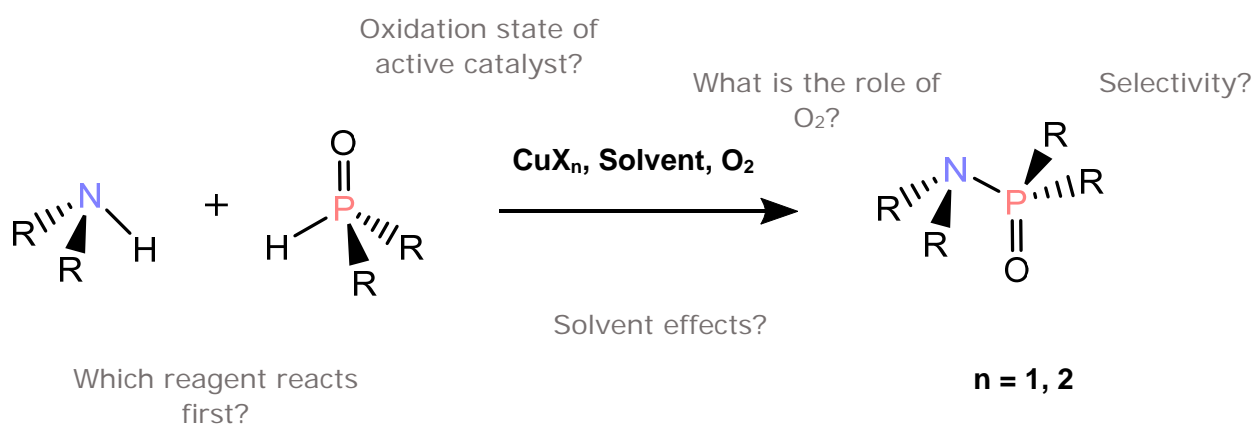 Oxidation state of
active catalyst?
What is the role of
O₂?
Selectivity?
CuXₙ, Solvent, O₂
N
R
R
H
+
O
H
P
R
R
R
N
R
R
P
R
O
Solvent effects?
Which reagent reacts
first?
n = 1, 2